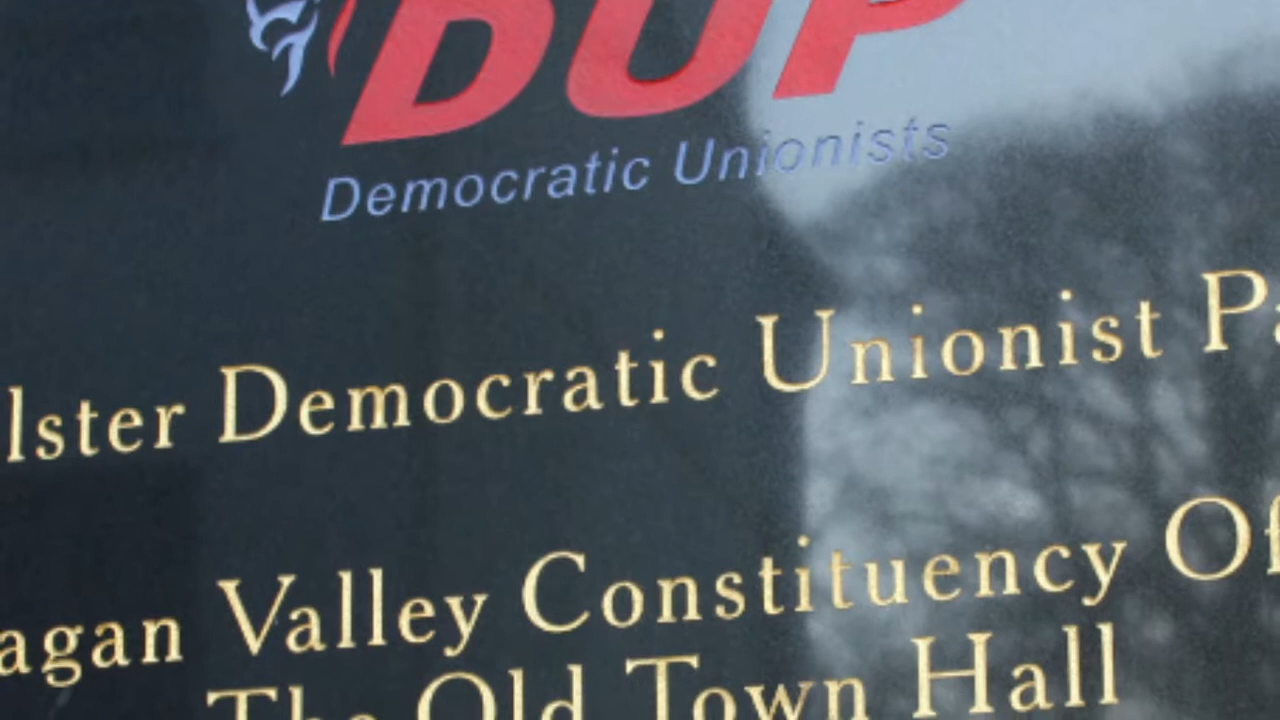 DUP
Democratic Unionists
lster Democratic Unionist Pa
agan Valley Constituency Of
The Old Town Hall